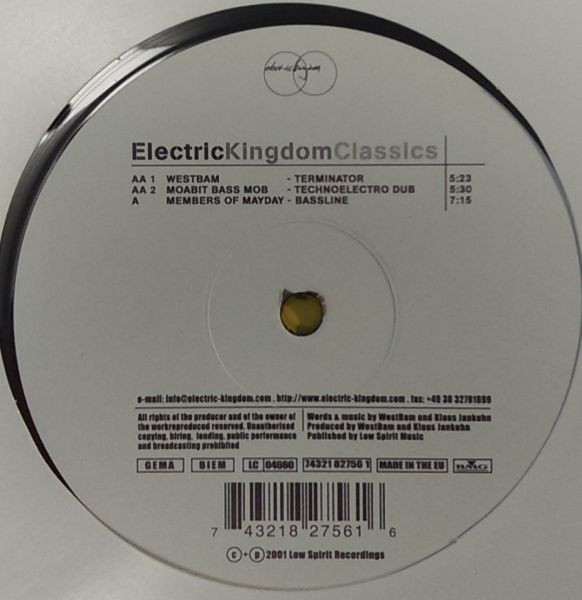 electric kingdom
ElectricKingdomClassics
AA 1 WESTBAM - TERMINATOR 5:23
AA 2 MOABIT BASS MOB - TECHNOELECTRO DUB 5:30
A MEMBERS OF MAYDAY - BASSLINE 7:15
e-mail: info@electric-kingdom.com . http://www.electric-kingdom.com . fax: +49 30 32701699
All rights of the producer and of the owner of
the workreproduced reserved. Unauthorised
copying, hiring, lending, public performance
and broadcasting prohibited
Words & music by WestBam and Klaus Jankuhn
Produced by WestBam and Klaus Jankuhn
Published by Low Spirit Music
GEMA BIEM LC 04660 74321 82756 1 MADE IN THE EU BMG
7 43218 27561 6
c + p 2001 Low Spirit Recordings